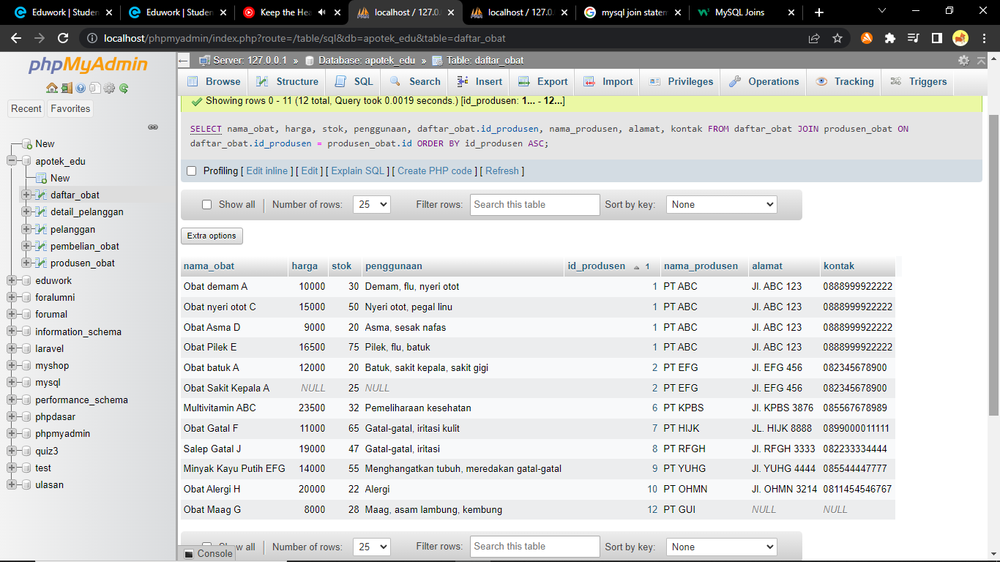 Eduwork | Studen
Eduwork | Studen
Keep the Hea
localhost / 127.0.
localhost / 127.0.
mysql join statem
MySQL Joins
localhost/phpmyadmin/index.php?route=/table/sql&db=apotek_edu&table=daftar_obat
phpMyAdmin
Recent
Favorites
New
apotek_edu
New
daftar_obat
detail_pelanggan
pelanggan
pembelian_obat
produsen_obat
eduwork
foralumni
forumal
information_schema
laravel
myshop
mysql
performance_schema
phpdasar
phpmyadmin
quiz3
test
ulasan
Server: 127.0.0.1 » Database: apotek_edu » Table: daftar_obat
Browse Structure SQL Search Insert Export Import Privileges Operations Tracking Triggers
Showing rows 0 - 11 (12 total, Query took 0.0019 seconds.) [id_produsen: 1... - 12...]
SELECT nama_obat, harga, stok, penggunaan, daftar_obat.id_produsen, nama_produsen, alamat, kontak FROM daftar_obat JOIN produsen_obat ON
daftar_obat.id_produsen = produsen_obat.id ORDER BY id_produsen ASC;
Profiling [ Edit inline ] [ Edit ] [ Explain SQL ] [ Create PHP code ] [ Refresh ]
Show all Number of rows: 25 Filter rows: Search this table Sort by key: None
Extra options
nama_obat harga stok penggunaan id_produsen 1 nama_produsen alamat kontak
Obat demam A 10000 30 Demam, flu, nyeri otot 1 PT ABC Jl. ABC 123 0888999922222
Obat nyeri otot C 15000 50 Nyeri otot, pegal linu 1 PT ABC Jl. ABC 123 0888999922222
Obat Asma D 9000 20 Asma, sesak nafas 1 PT ABC Jl. ABC 123 0888999922222
Obat Pilek E 16500 75 Pilek, flu, batuk 1 PT ABC Jl. ABC 123 0888999922222
Obat batuk A 12000 20 Batuk, sakit kepala, sakit gigi 2 PT EFG Jl. EFG 456 082345678900
Obat Sakit Kepala A NULL 25 NULL 2 PT EFG Jl. EFG 456 082345678900
Multivitamin ABC 23500 32 Pemeliharaan kesehatan 6 PT KPBS Jl. KPBS 3876 085567678989
Obat Gatal F 11000 65 Gatal-gatal, iritasi kulit 7 PT HIJK JL. HIJK 8888 0899000011111
Salep Gatal J 19000 47 Gatal-gatal, iritasi 8 PT RFGH Jl. RFGH 3333 082233334444
Minyak Kayu Putih EFG 14000 55 Menghangatkan tubuh, meredakan gatal-gatal 9 PT YUHG Jl. YUHG 4444 085544447777
Obat Alergi H 20000 22 Alergi 10 PT OHMN Jl. OHMN 3214 0811454546767
Obat Maag G 8000 28 Maag, asam lambung, kembung 12 PT GUI NULL NULL
Show all Number of rows: 25 Filter rows: Search this table Sort by key: None
Console